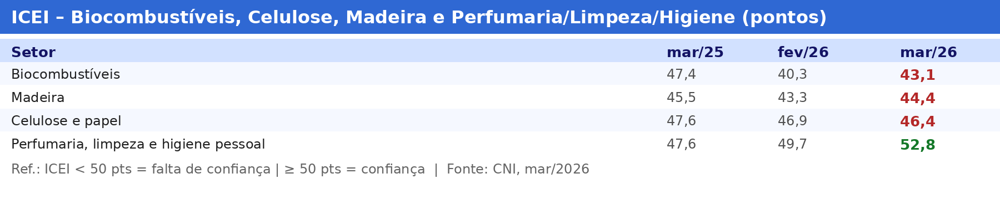 ICEI – Biocombustíveis, Celulose, Madeira e Perfumaria/Limpeza/Higiene (pontos)
Setor mar/25 fev/26 mar/26
Biocombustíveis 47,4 40,3 43,1
Madeira 45,5 43,3 44,4
Celulose e papel 47,6 46,9 46,4
Perfumaria, limpeza e higiene pessoal 47,6 49,7 52,8
Ref.: ICEI < 50 pts = falta de confiança | ≥ 50 pts = confiança | Fonte: CNI, mar/2026